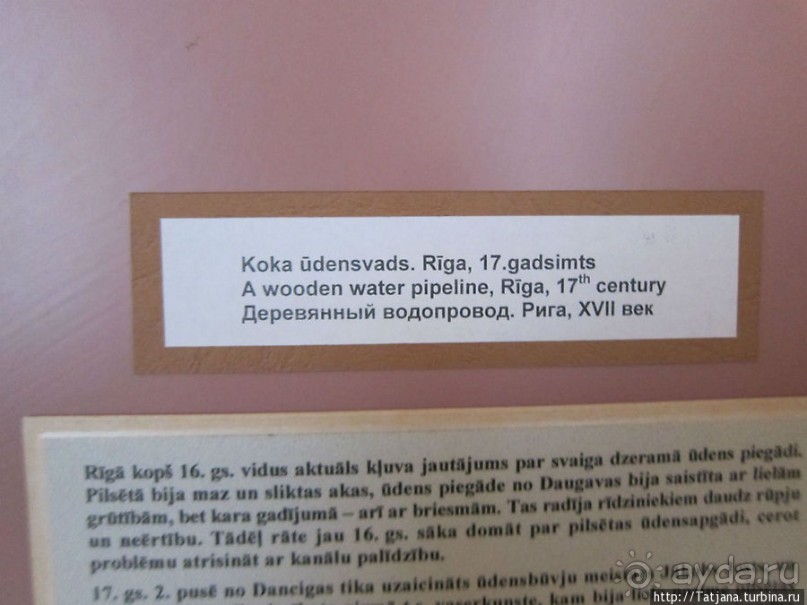 Koka ūdensvads. Rīga, 17.gadsimts
A wooden water pipeline, Rīga, 17th century
Деревянный водопровод. Рига, XVII век
Rīgā kopš 16. gs. vidus aktuāls kļuva jautājums par svaiga dzeramā ūdens piegādi.
Pilsētā bija maz un sliktas akas, ūdens piegāde no Daugavas bija saistīta ar lielām
grūtībām, bet kara gadījumā – arī ar briesmām. Tas radīja rīdziniekiem daudz rūpju
un neērtību. Tādēļ rāte jau 16. gs. sāka domāt par pilsētas ūdensapgādi, cerot
problēmu atrisināt ar kanālu palīdzību.
17. gs. 2. pusē no Dancigas tika uzaicināts ūdensbūvju meistars
kam bija
ayda.ru
http://Tatjana.turbina.ru/